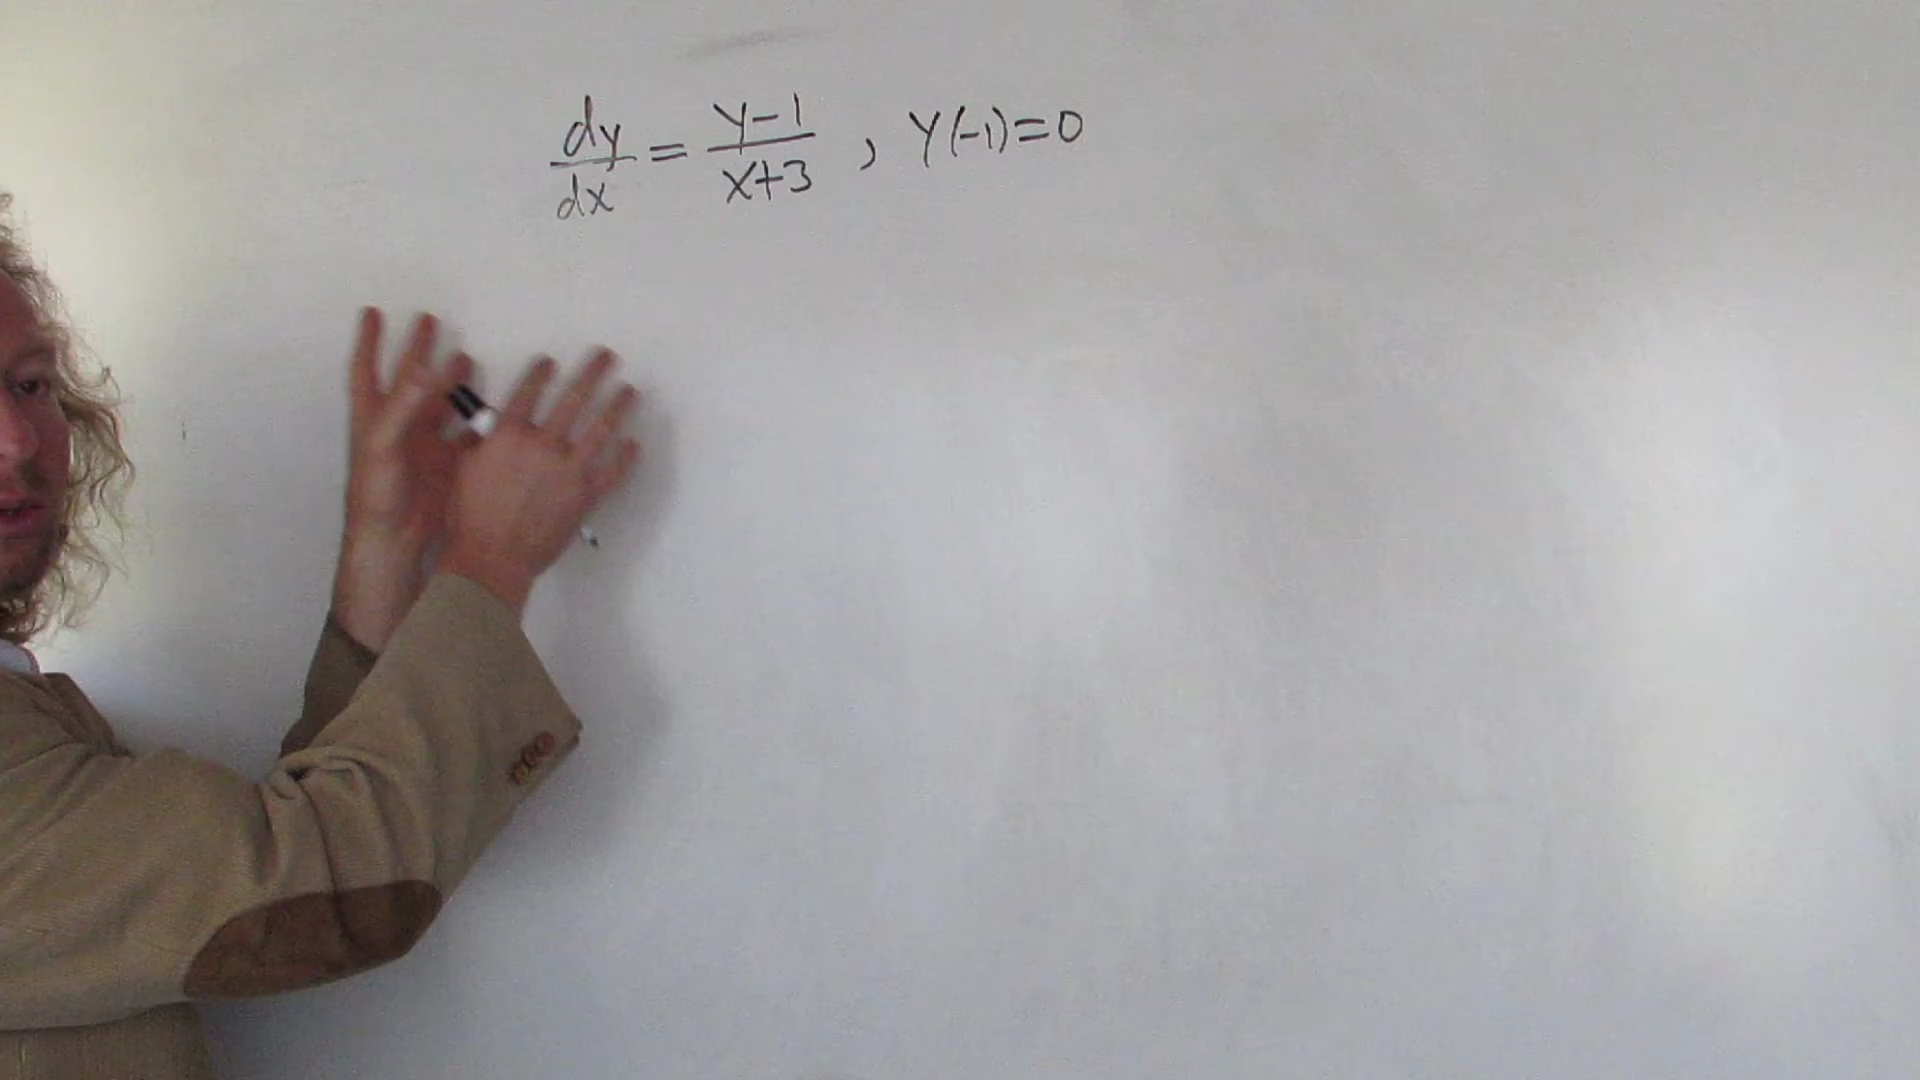 dy/dx = y-1/x+3 , y(-1)=0